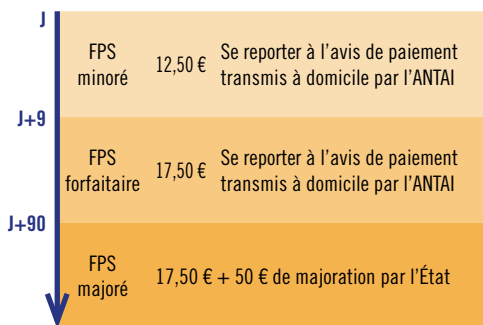 J
FPS
minoré
12,50 €
Se reporter à l'avis de paiement
transmis à domicile par l'ANTAI
J+9
FPS
forfaitaire
17,50 €
Se reporter à l'avis de paiement
transmis à domicile par l'ANTAI
J+90
FPS
majoré
17,50 € + 50 € de majoration par l'État